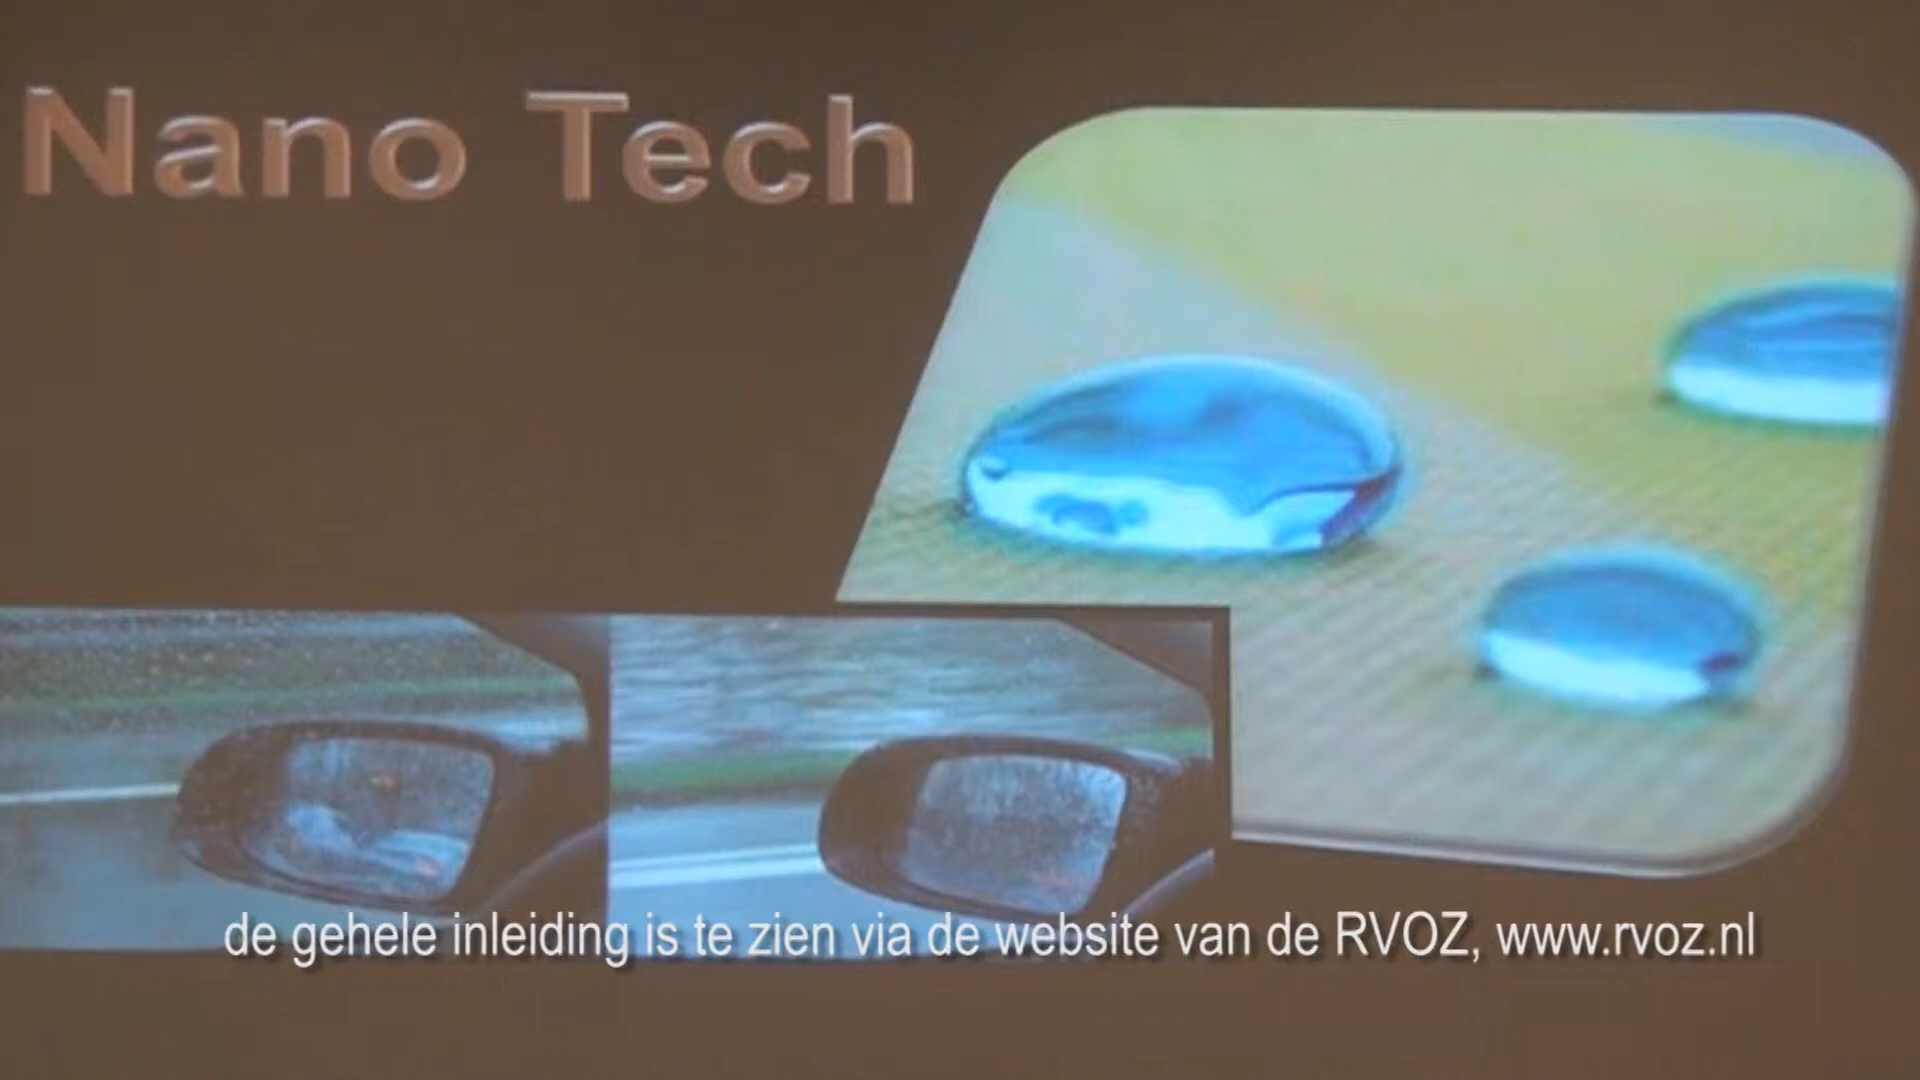 Nano Tech
de gehele inleiding is te zien via de website van de RVOZ, www.rvoz.nl